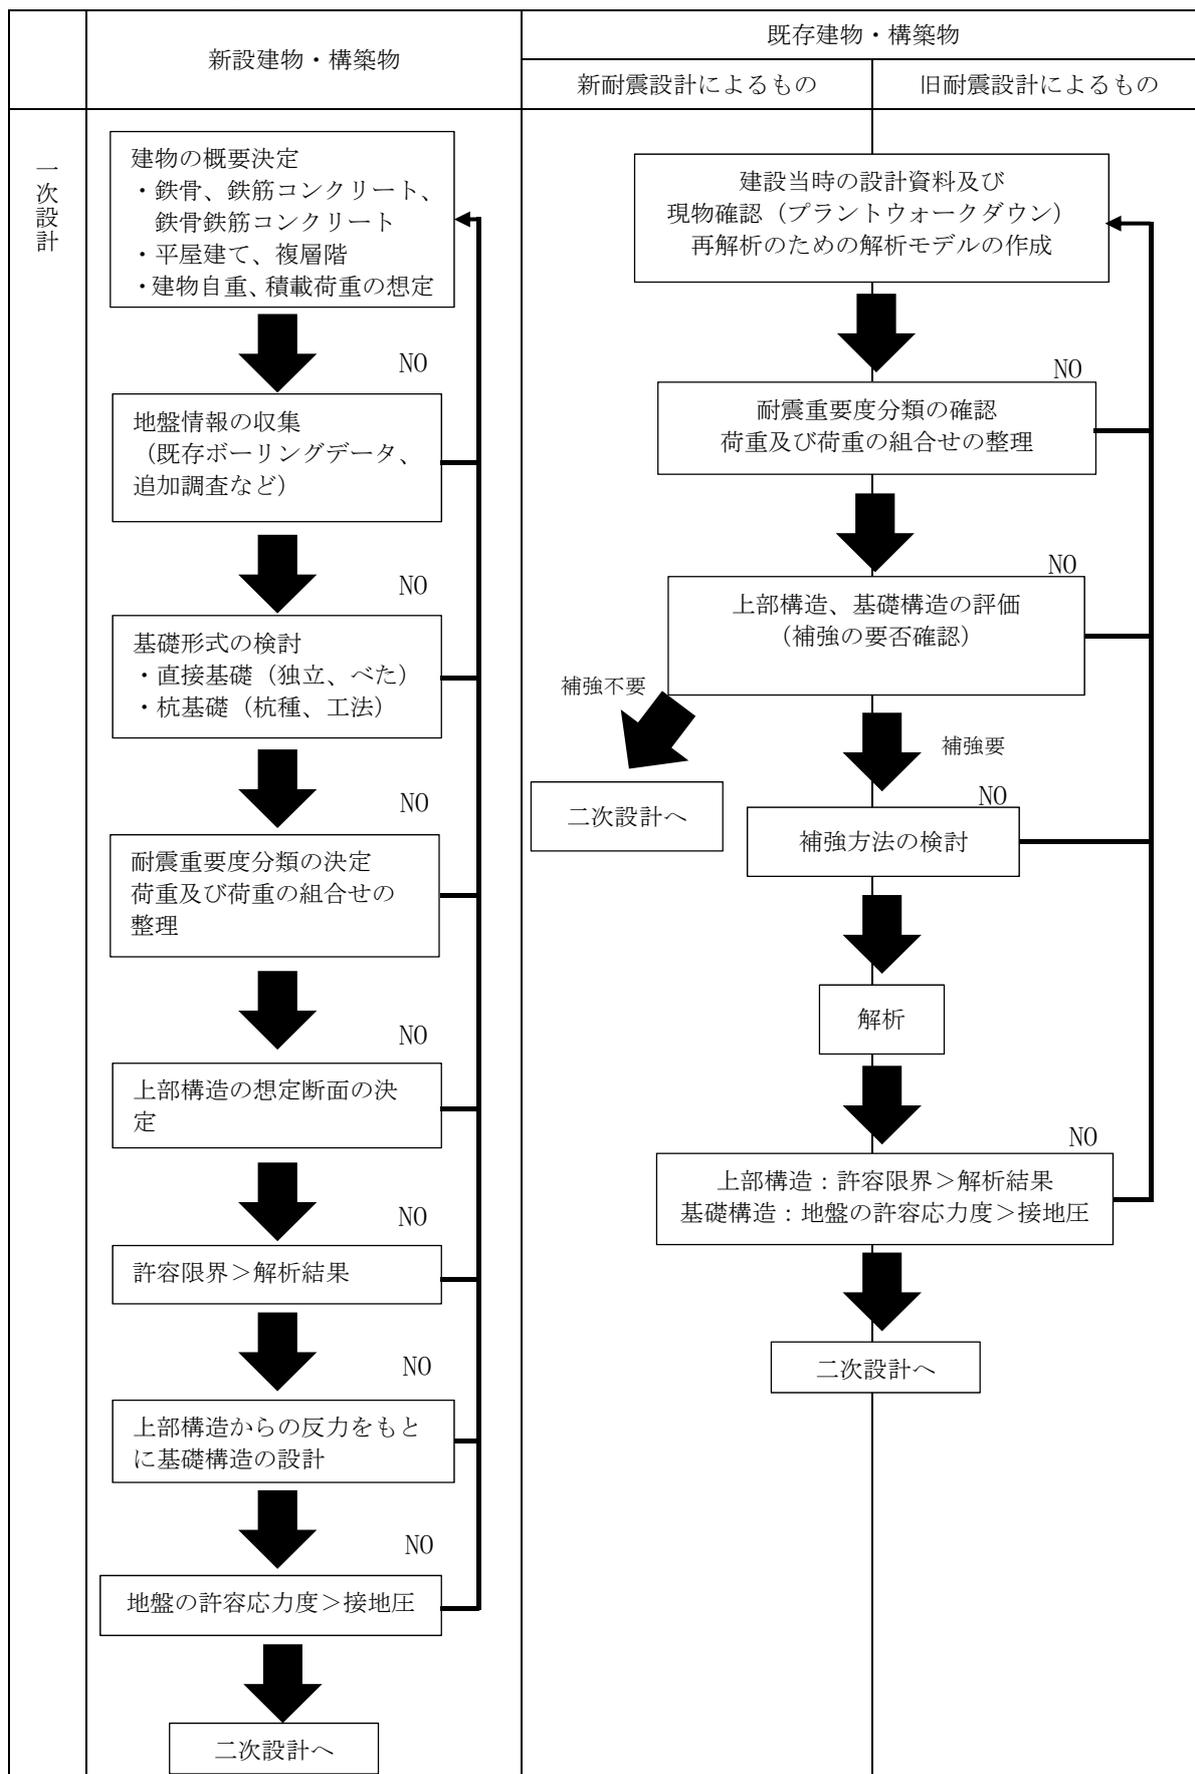 新設建物・構築物
既存建物・構築物
新耐震設計によるもの
旧耐震設計によるもの
一次設計
建物の概要決定
・鉄骨、鉄筋コンクリート、
鉄骨鉄筋コンクリート
・平屋建て、複層階
・建物自重、積載荷重の想定
NO
地盤情報の収集
（既存ボーリングデータ、
追加調査など）
NO
基礎形式の検討
・直接基礎（独立、べた）
・杭基礎（杭種、工法）
NO
耐震重要度分類の決定
荷重及び荷重の組合せの
整理
NO
上部構造の想定断面の決
定
NO
許容限界＞解析結果
NO
上部構造からの反力をもと
に基礎構造の設計
NO
地盤の許容応力度＞接地圧
二次設計へ
建設当時の設計資料及び
現物確認（プラントウォークダウン）
再解析のための解析モデルの作成
NO
耐震重要度分類の確認
荷重及び荷重の組合せの整理
NO
上部構造、基礎構造の評価
（補強の要否確認）
補強不要
二次設計へ
補強要
NO
補強方法の検討
解析
NO
上部構造：許容限界＞解析結果
基礎構造：地盤の許容応力度＞接地圧
二次設計へ